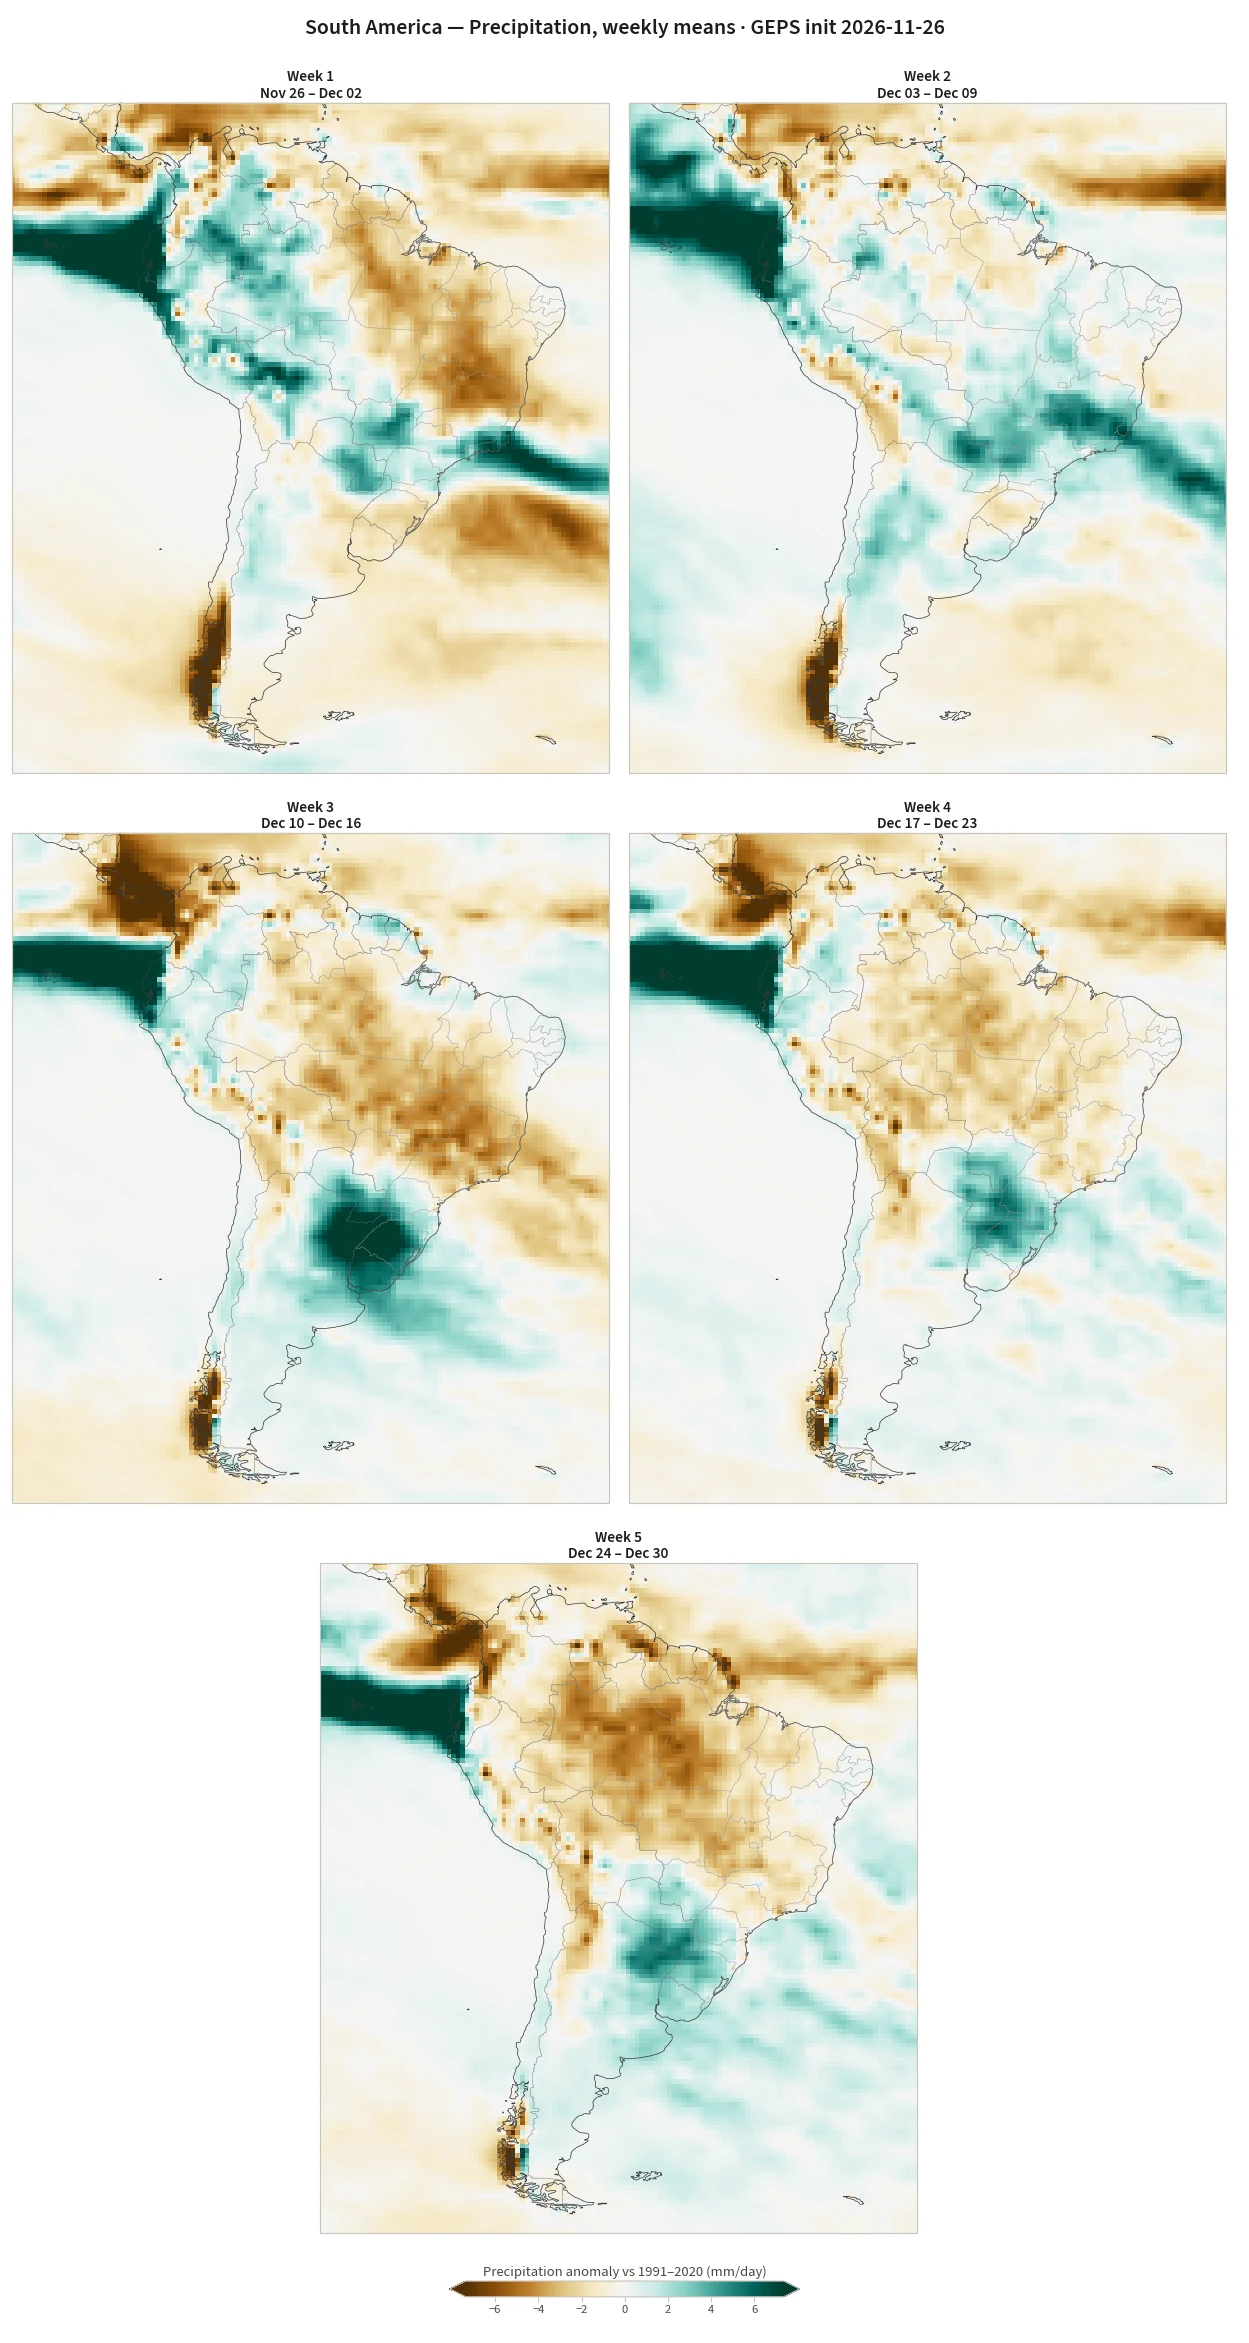 South America — Precipitation, weekly means · GEPS init 2026-11-26
Week 1
Nov 26 – Dec 02
Week 2
Dec 03 – Dec 09
Week 3
Dec 10 – Dec 16
Week 4
Dec 17 – Dec 23
Week 5
Dec 24 – Dec 30
Precipitation anomaly vs 1991–2020 (mm/day)
−6 −4 −2 0 2 4 6